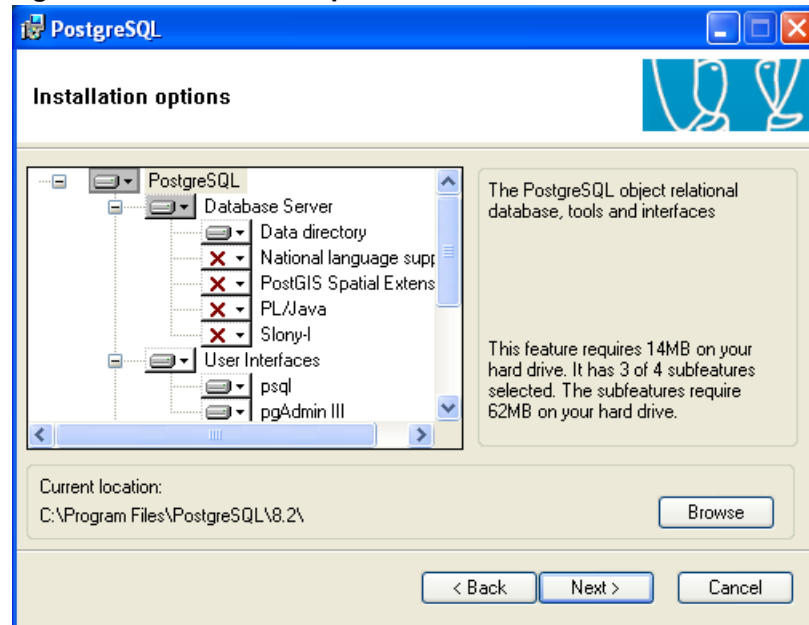 PostgreSQL
Installation options
PostgreSQL
Database Server
Data directory
National language supp
PostGIS Spatial Extens
PL/Java
Slony-I
User Interfaces
psql
pgAdmin III
The PostgreSQL object relational
database, tools and interfaces
This feature requires 14MB on your
hard drive. It has 3 of 4 subfeatures
selected. The subfeatures require
62MB on your hard drive.
Current location:
C:\Program Files\PostgreSQL\8.2\
Browse
< Back
Next >
Cancel